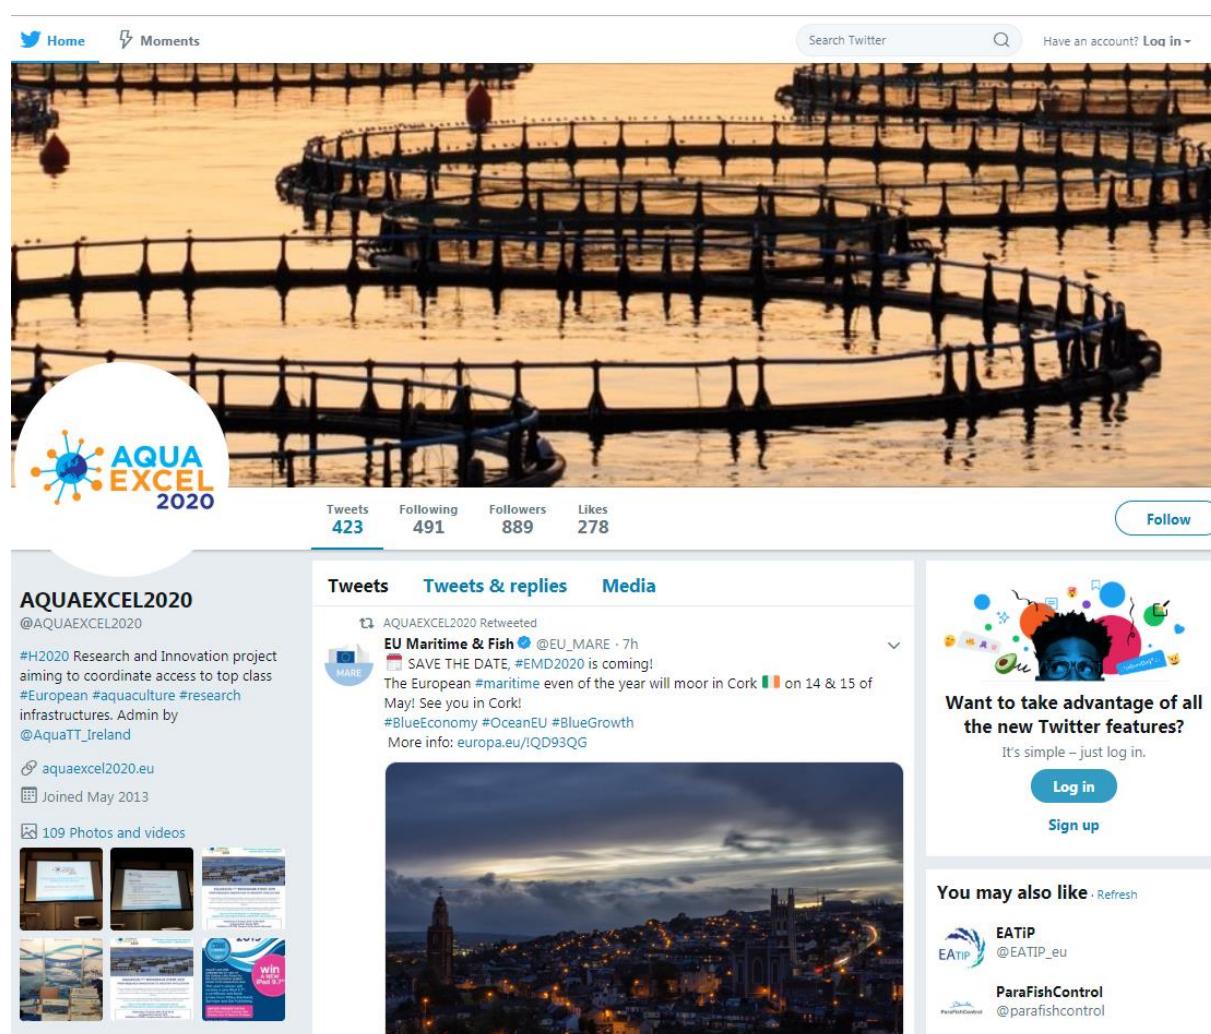 Home
Moments
Search Twitter
Have an account? Log in
AQUA
EXCEL
2020
Tweets
423
Following
491
Followers
889
Likes
278
Follow
AQUAEXCEL2020
@AQUAEXCEL2020
#H2020 Research and Innovation project
aiming to coordinate access to top class
#European #aquaculture #research
infrastructures. Admin by
@AquaTT_Ireland
aquaexcel2020.eu
Joined May 2013
109 Photos and videos
win
A NEW
iPad 9.7"
Tweets
Tweets & replies
Media
AQUAEXCEL2020 Retweeted
EU Maritime & Fish @EU_MARE · 7h
MARE
SAVE THE DATE, #EMD2020 is coming!
The European #maritime even of the year will moor in Cork on 14 & 15 of
May! See you in Cork!
#BlueEconomy #OceanEU #BlueGrowth
More info: europa.eu/!QD93QG
Want to take advantage of all
the new Twitter features?
It's simple – just log in.
Log in
Sign up
You may also like · Refresh
EATiP
EATiP
@EATIP_eu
ParaFishControl
ParaFishControl
@parafishcontrol